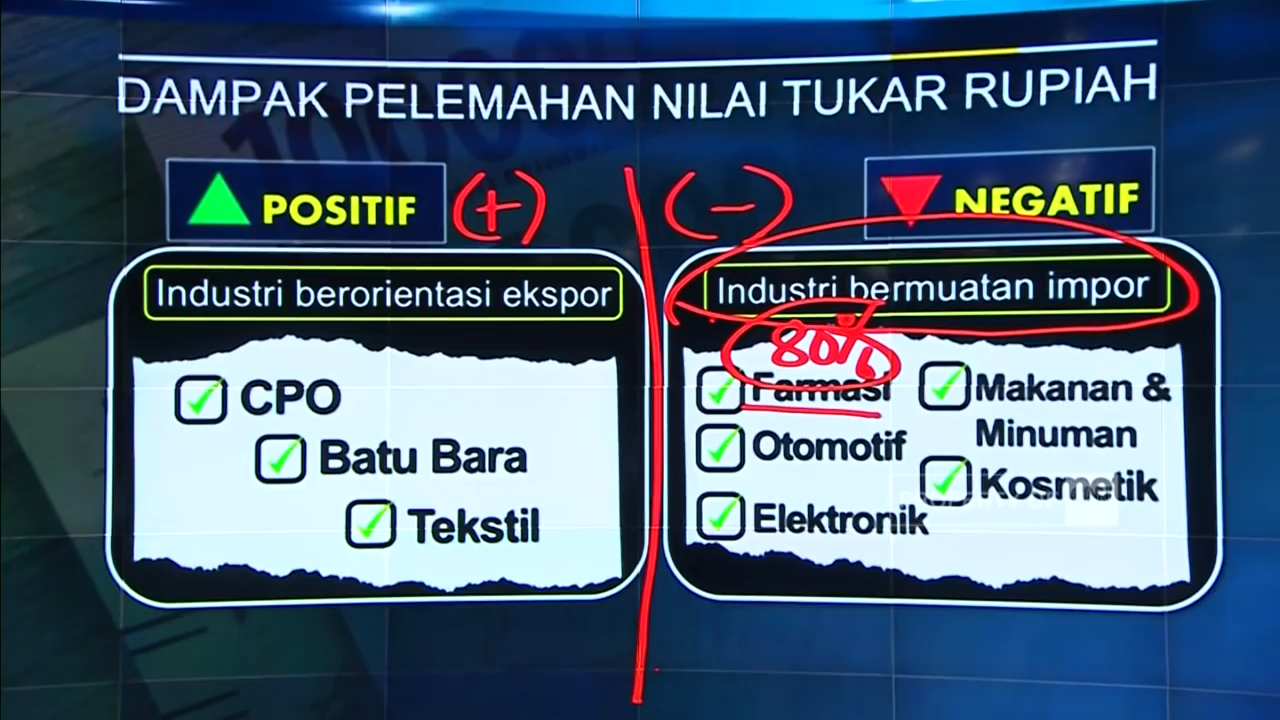 DAMPAK PELEMAHAN NILAI TUKAR RUPIAH
POSITIF (+)
Industri berorientasi ekspor
CPO
Batu Bara
Tekstil
(-) NEGATIF
Industri bermuatan impor
80%
Farmasi
Otomotif
Elektronik
Makanan &
Minuman
Kosmetik